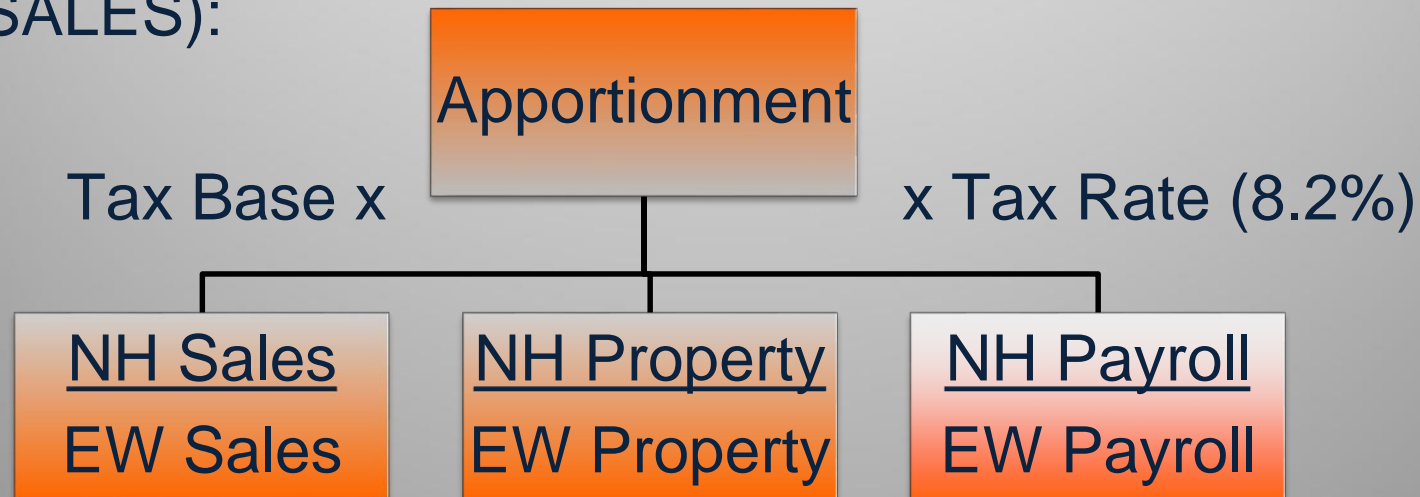 SALES):
Apportionment
Tax Base x
x Tax Rate (8.2%)
NH Sales
EW Sales
NH Property
EW Property
NH Payroll
EW Payroll